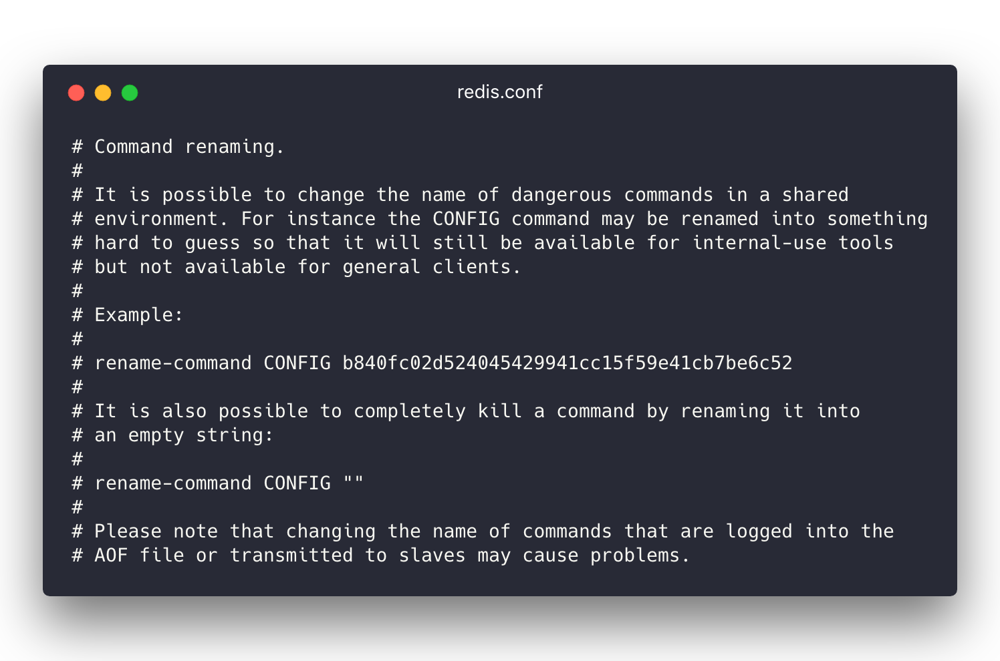 redis.conf
# Command renaming.
#
# It is possible to change the name of dangerous commands in a shared
# environment. For instance the CONFIG command may be renamed into something
# hard to guess so that it will still be available for internal-use tools
# but not available for general clients.
#
# Example:
#
# rename-command CONFIG b840fc02d524045429941cc15f59e41cb7be6c52
#
# It is also possible to completely kill a command by renaming it into
# an empty string:
#
# rename-command CONFIG ""
#
# Please note that changing the name of commands that are logged into the
# AOF file or transmitted to slaves may cause problems.